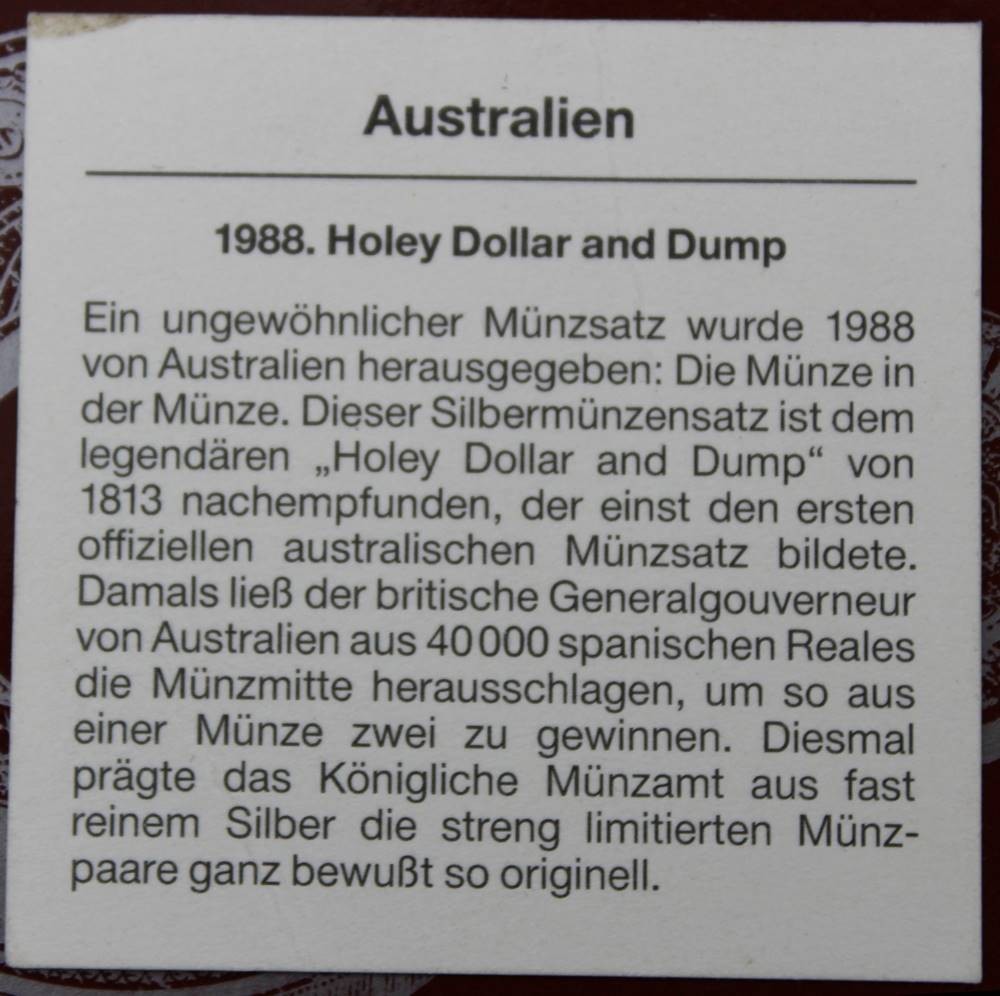 Australien
1988. Holey Dollar and Dump
Ein ungewöhnlicher Münzsatz wurde 1988
von Australien herausgegeben: Die Münze in
der Münze. Dieser Silbermünzensatz ist dem
legendären „Holey Dollar and Dump“ von
1813 nachempfunden, der einst den ersten
offiziellen australischen Münzsatz bildete.
Damals ließ der britische Generalgouverneur
von Australien aus 40000 spanischen Reales
die Münzmitte herausschlagen, um so aus
einer Münze zwei zu gewinnen. Diesmal
prägte das Königliche Münzamt aus fast
reinem Silber die streng limitierten Münz-
paare ganz bewußt so originell.